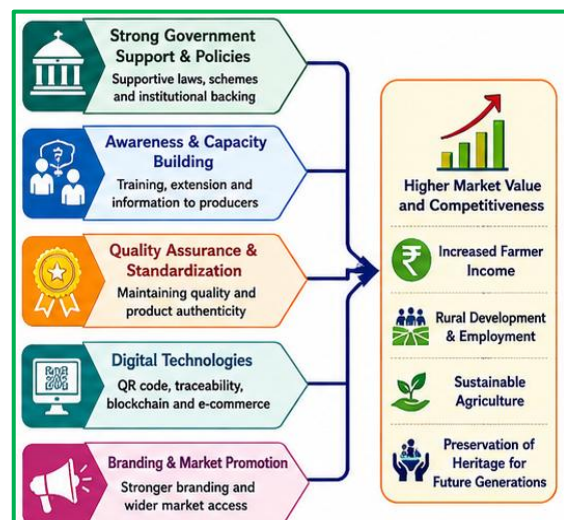 Strong Government
Support & Policies
Supportive laws, schemes
and institutional backing
Awareness & Capacity
Building
Training, extension and
information to producers
Quality Assurance &
Standardization
Maintaining quality and
product authenticity
Digital Technologies
QR code, traceability,
blockchain and e-commerce
Branding & Market Promotion
Stronger branding and
wider market access
Higher Market Value
and Competitiveness
₹
Increased Farmer
Income
Rural Development
& Employment
Sustainable
Agriculture
Preservation of
Heritage for
Future Generations